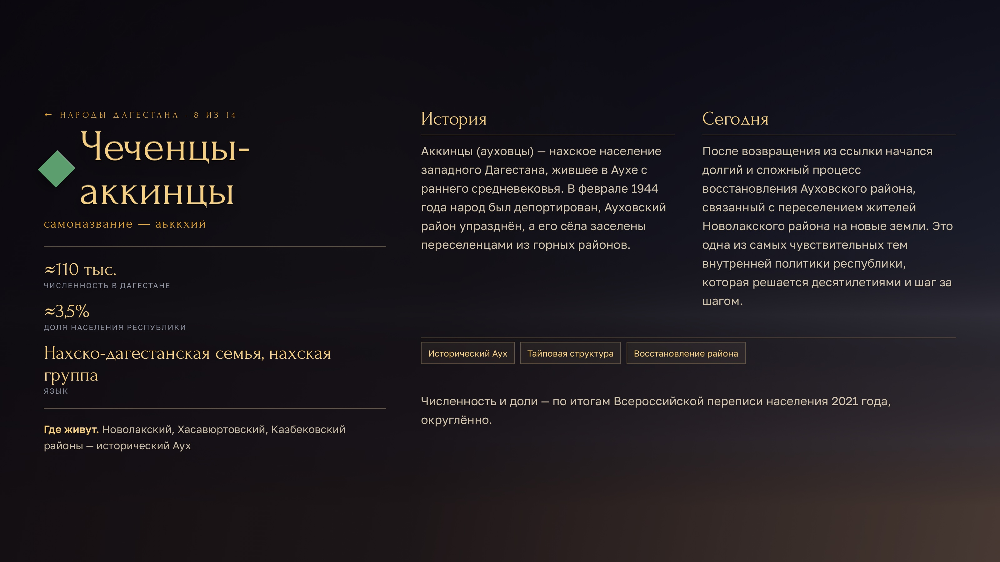 ← НАРОДЫ ДАГЕСТАНА · 8 ИЗ 14
Чеченцы-
аккинцы
самоназвание — аьккхий
≈110 тыс.
ЧИСЛЕННОСТЬ В ДАГЕСТАНЕ
≈3,5%
ДОЛЯ НАСЕЛЕНИЯ РЕСПУБЛИКИ
Нахско-дагестанская семья, нахская
группа
ЯЗЫК
Где живут. Новолакский, Хасавюртовский, Казбековский
районы — исторический Аух
История
Аккинцы (ауховцы) — нахское население
западного Дагестана, жившее в Аухе с
раннего средневековья. В феврале 1944
года народ был депортирован, Ауховский
район упразднён, а его сёла заселены
переселенцами из горных районов.
Сегодня
После возвращения из ссылки начался
долгий и сложный процесс
восстановления Ауховского района,
связанный с переселением жителей
Новолакского района на новые земли. Это
одна из самых чувствительных тем
внутренней политики республики,
которая решается десятилетиями и шаг за
шагом.
Исторический Аух
Тайповая структура
Восстановление района
Численность и доли — по итогам Всероссийской переписи населения 2021 года,
округлённо.